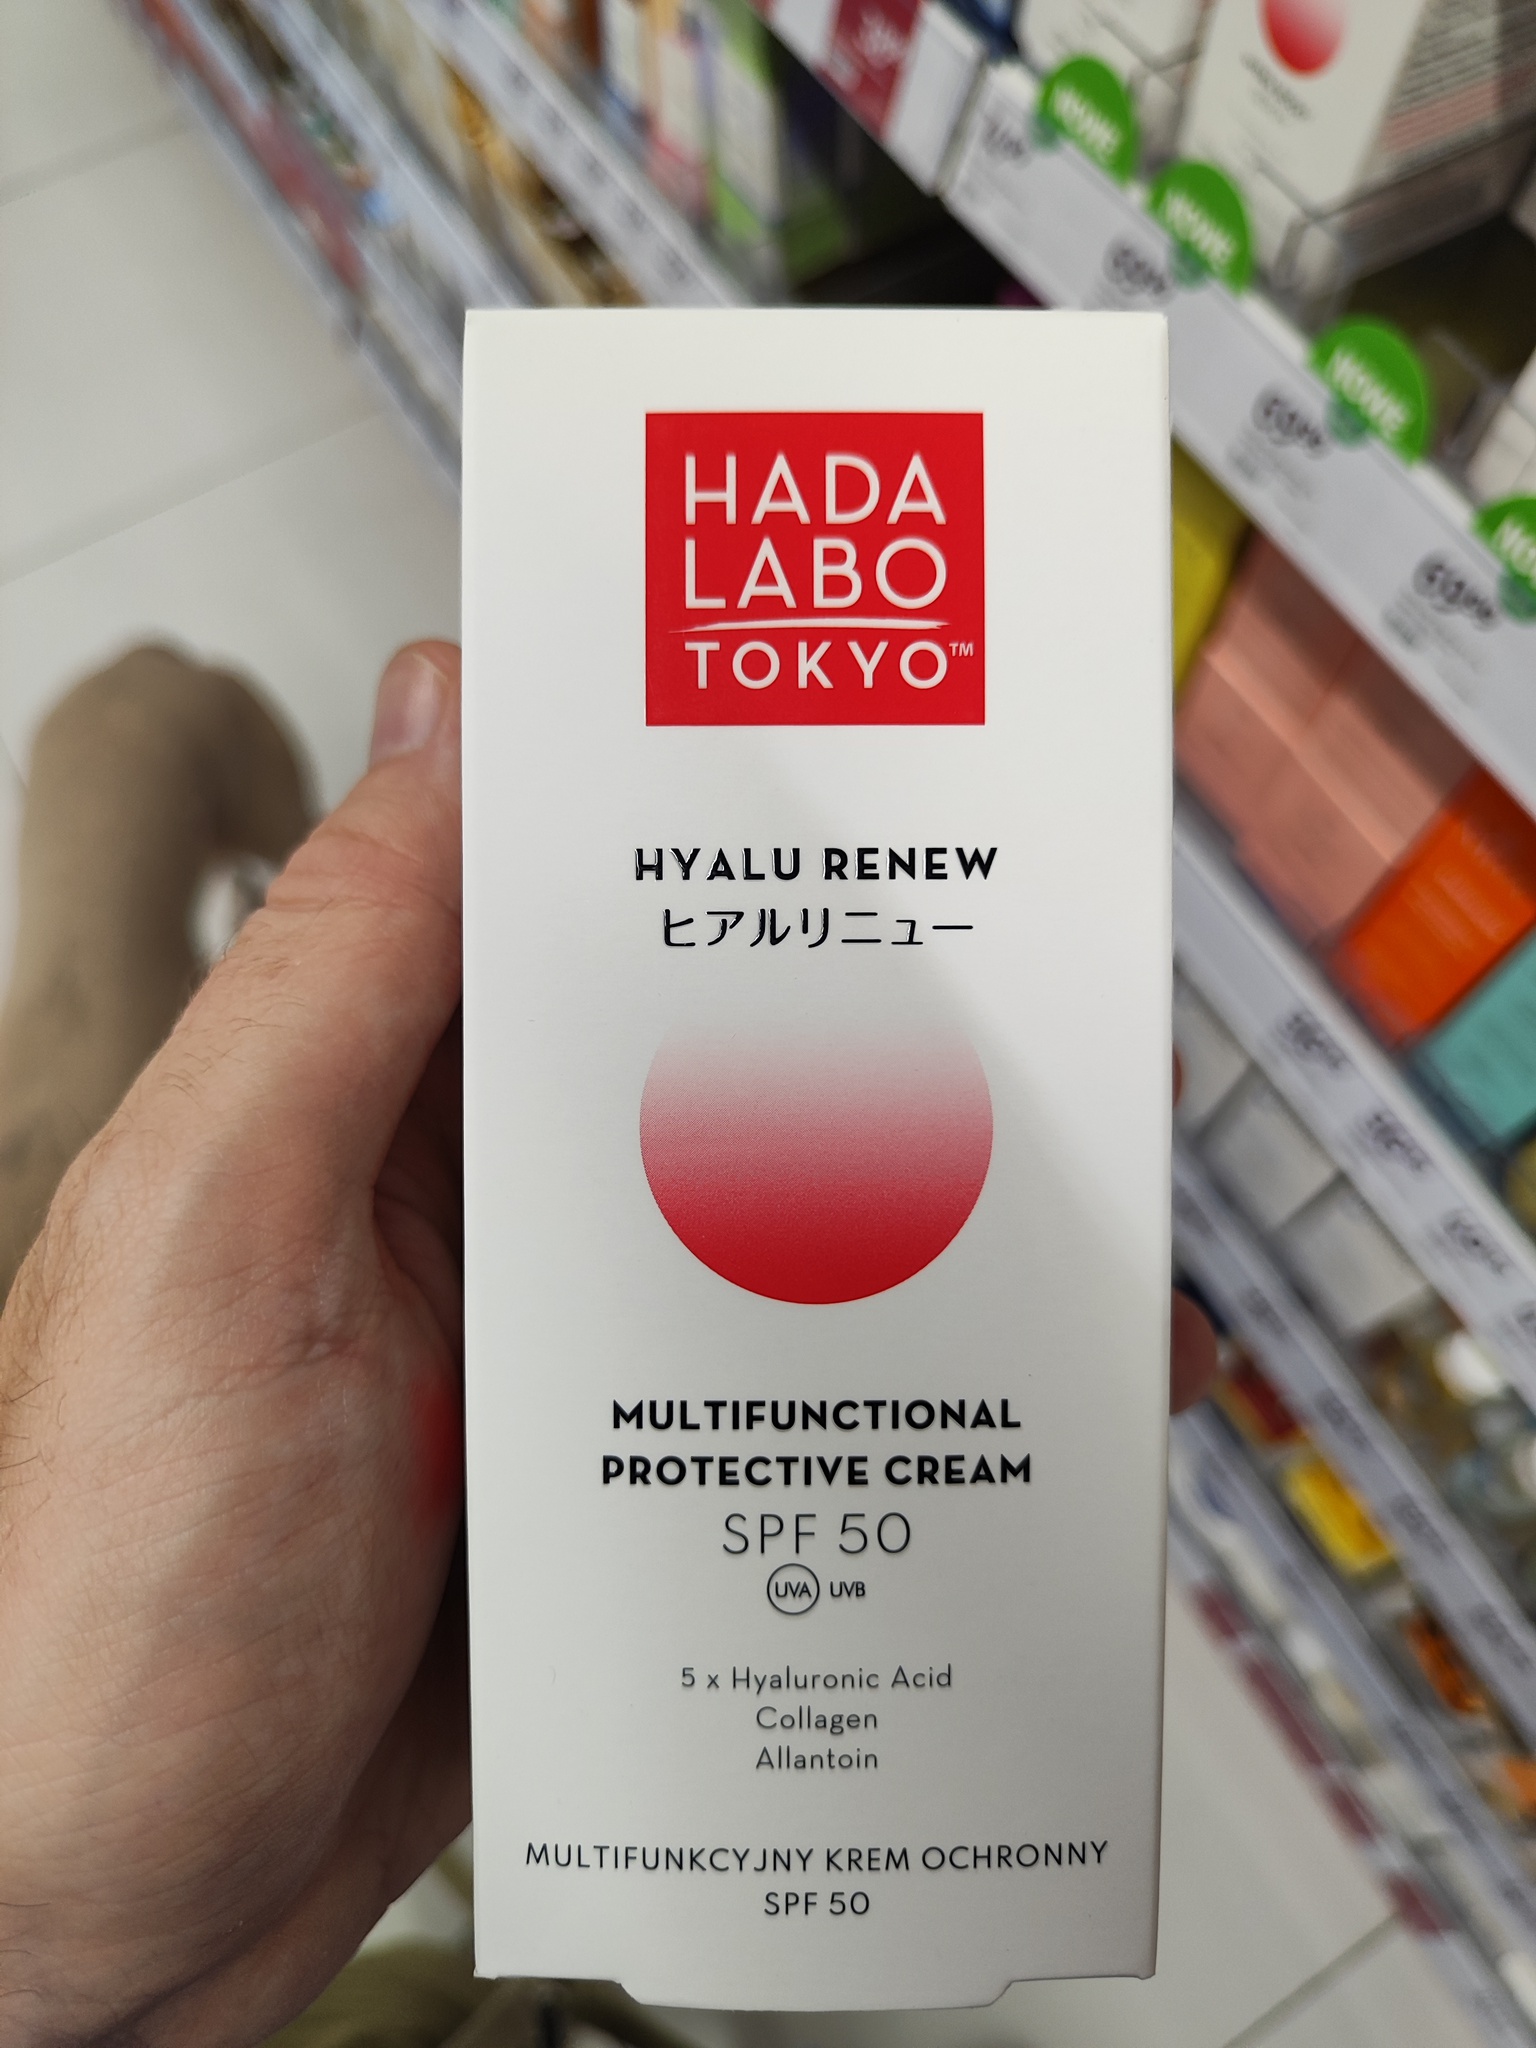 HADA
LABO
TOKYO™
HYALU RENEW
ヒアルリニュー
MULTIFUNCTIONAL
PROTECTIVE CREAM
SPF 50
UVA UVB
5 x Hyaluronic Acid
Collagen
Allantoin
MULTIFUNKCYJNY KREM OCHRONNY
SPF 50